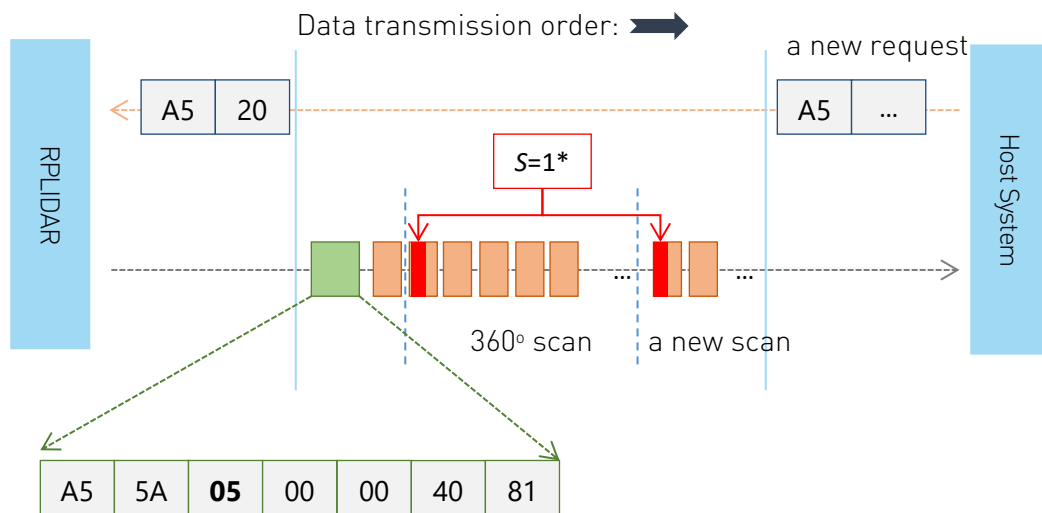 Data transmission order:
a new request
A5 20
A5 ...
RPLIDAR
Host System
S=1*
... ...
360o scan
a new scan
A5 5A 05 00 00 40 81